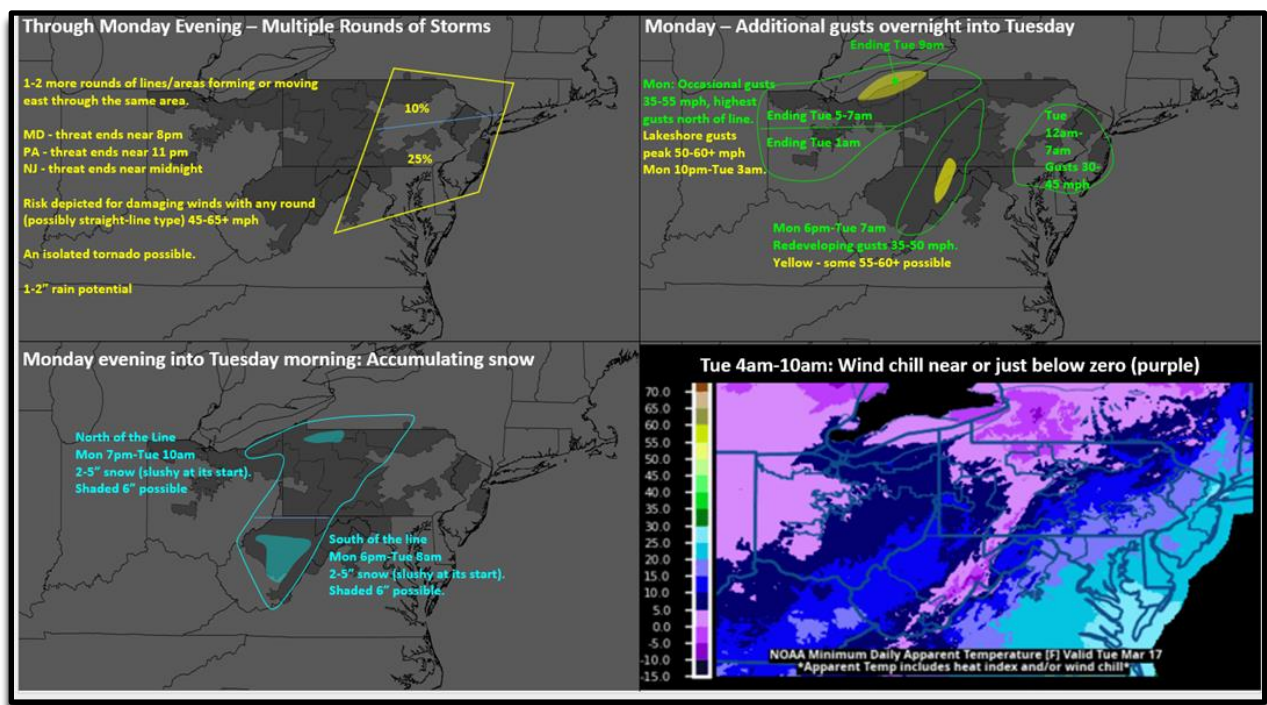 Through Monday Evening – Multiple Rounds of Storms
1-2 more rounds of lines/areas forming or moving
east through the same area.
MD - threat ends near 8pm
PA - threat ends near 11 pm
NJ - threat ends near midnight
Risk depicted for damaging winds with any round
(possibly straight-line type) 45-65+ mph
An isolated tornado possible.
1-2” rain potential
10%
25%
Monday – Additional gusts overnight into Tuesday
Ending Tue 9am
Mon: Occasional gusts
35-55 mph, highest
gusts north of line.
Lakeshore gusts
peak 50-60+ mph
Mon 10pm-Tue 3am.
Ending Tue 5-7am
Ending Tue 1am
Tue
12am-
7am
Gusts 30-
45 mph
Mon 6pm-Tue 7am
Redeveloping gusts 35-50 mph.
Yellow - some 55-60+ possible
Monday evening into Tuesday morning: Accumulating snow
North of the Line
Mon 7pm-Tue 10am
2-5” snow (slushy at its start).
Shaded 6” possible
South of the line
Mon 6pm-Tue 8am
2-5” snow (slushy at its start).
Shaded 6” possible.
Tue 4am-10am: Wind chill near or just below zero (purple)
70.0
65.0
60.0
55.0
50.0
45.0
40.0
35.0
30.0
25.0
20.0
15.0
10.0
5.0
0.0
-5.0
-10.0
-15.0
NOAA Minimum Daily Apparent Temperature [F] Valid Tue Mar 17
*Apparent Temp includes heat index and/or wind chill*